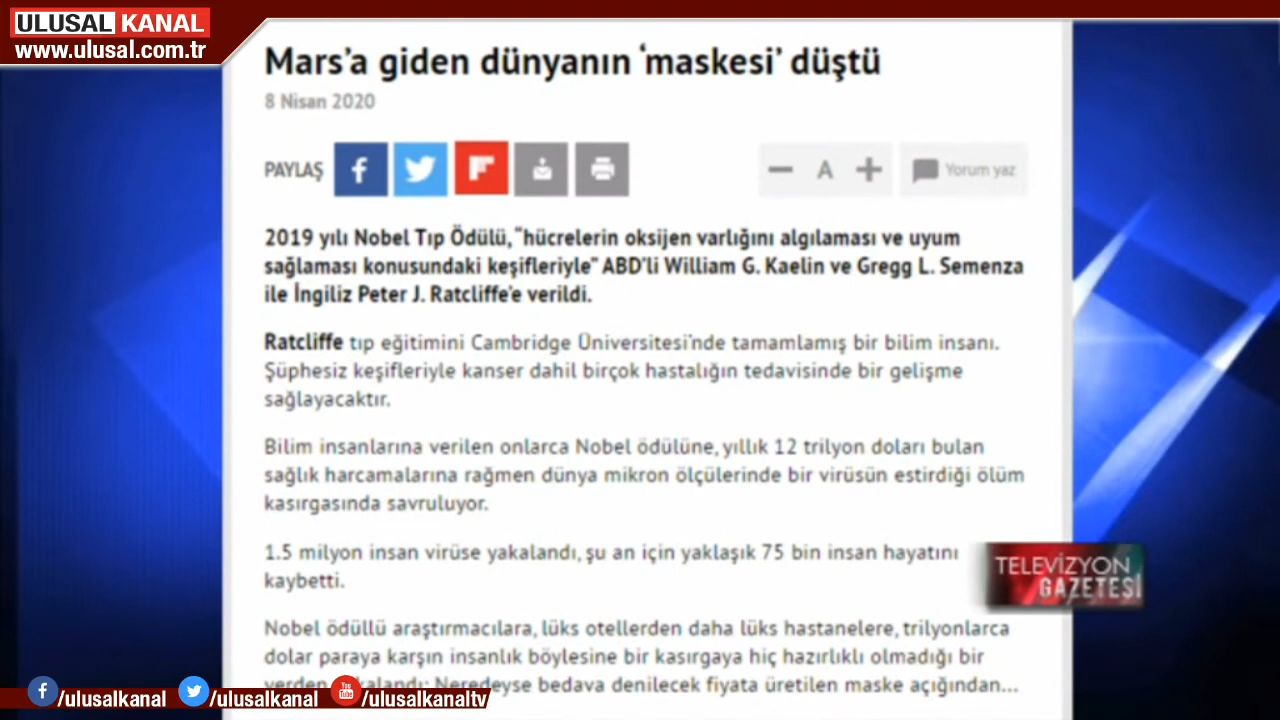 ULUSAL KANAL
www.ulusal.com.tr
Mars’a giden dünyanın ‘maskesi’ düştü
8 Nisan 2020
PAYLAŞ
A
Yorum yaz
2019 yılı Nobel Tıp Ödülü, “hücrelerin oksijen varlığını algılaması ve uyum
sağlaması konusundaki keşifleriyle” ABD’li William G. Kaelin ve Gregg L. Semenza
ile İngiliz Peter J. Ratcliffe’e verildi.
Ratcliffe tıp eğitimini Cambridge Üniversitesi’nde tamamlamış bir bilim insanı.
Şüphesiz keşifleriyle kanser dahil birçok hastalığın tedavisinde bir gelişme
sağlayacaktır.
Bilim insanlarına verilen onlarca Nobel ödülüne, yıllık 12 trilyon doları bulan
sağlık harcamalarına rağmen dünya mikron ölçülerinde bir virüsün estirdiği ölüm
kasırgasında savruluyor.
1.5 milyon insan virüse yakalandı, şu an için yaklaşık 75 bin insan hayatını
kaybetti.
TELEVİZYON
GAZETESİ
Nobel ödüllü araştırmacılara, lüks otellerden daha lüks hastanelere, trilyonlarca
dolar paraya karşın insanlık böylesine bir kasırgaya hiç hazırlıklı olmadığı bir
Neredeyse bedava denilecek fiyata üretilen maske açığından...
/ulusalkanal /ulusalkanal /ulusalkanaltv